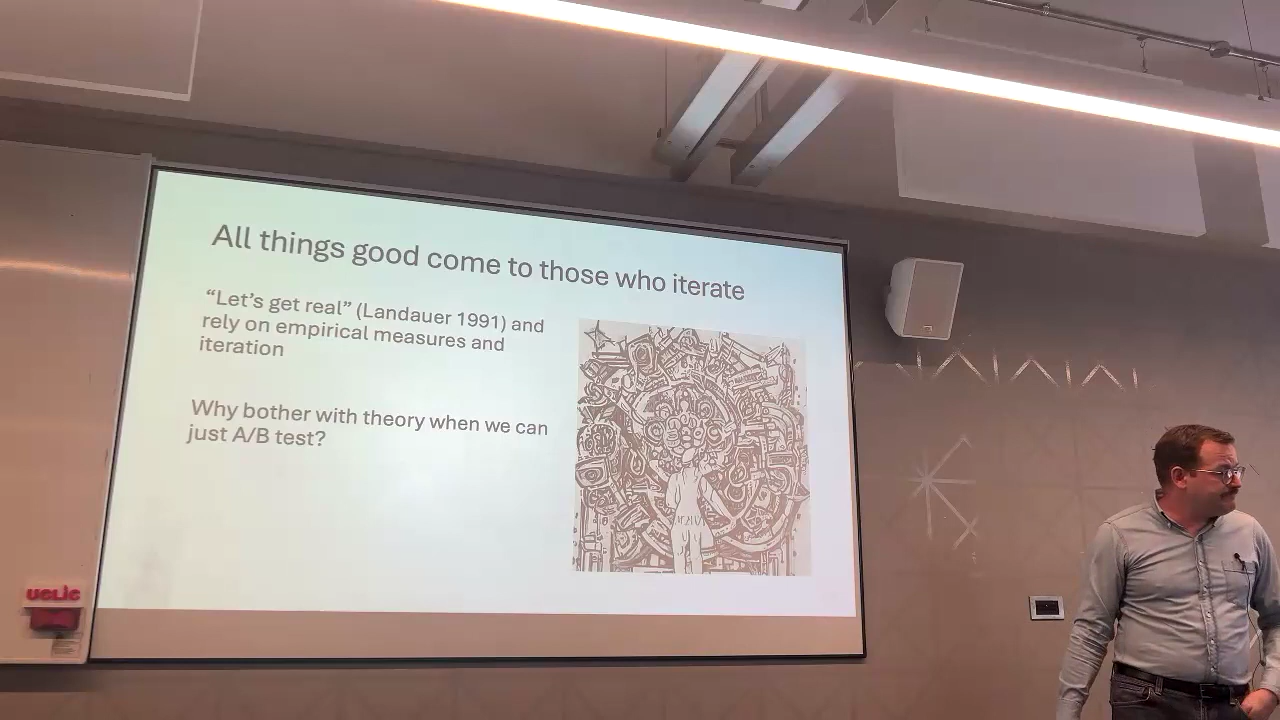 All things good come to those who iterate
“Let’s get real” (Landauer 1991) and
rely on empirical measures and
iteration
Why bother with theory when we can
just A/B test?
uclic